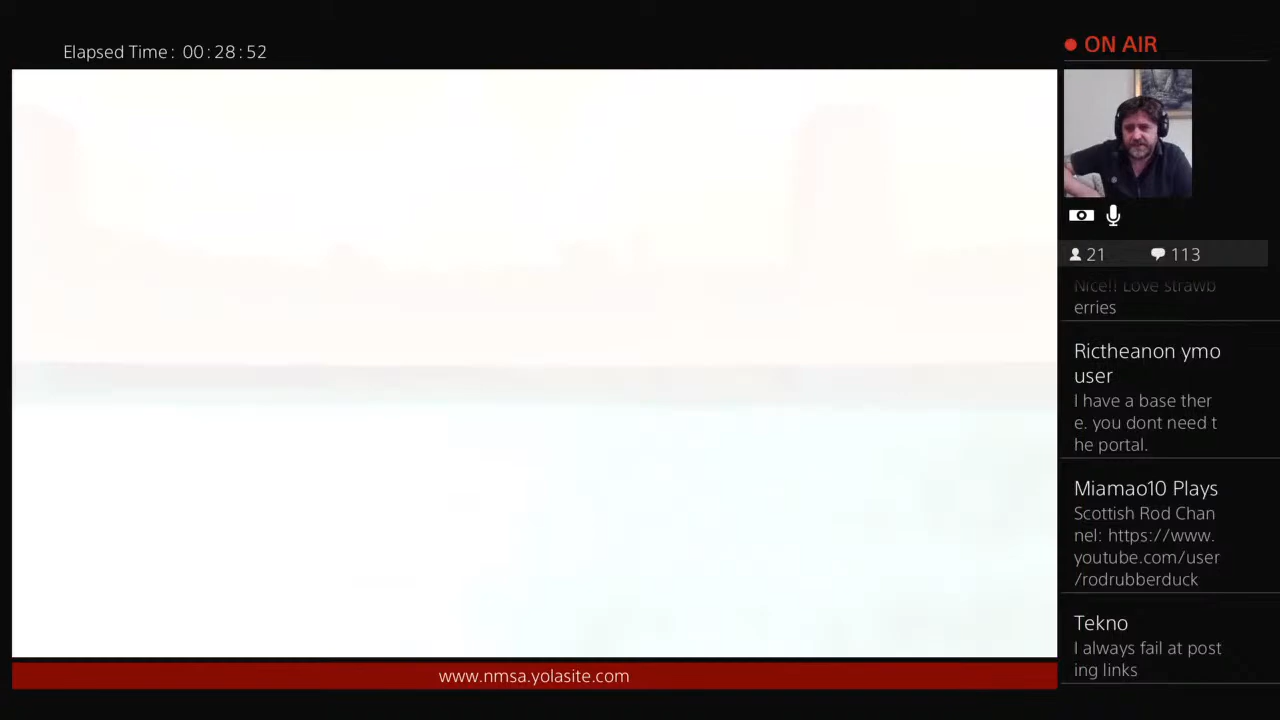 Elapsed Time: 00:28:52
ON AIR
21 113
Nice!! Love strawb
erries
Rictheanon ymo
user
I have a base ther
e. you dont need t
he portal.
Miamao10 Plays
Scottish Rod Chan
nel: https://www.
youtube.com/user
/rodrubberduck
Tekno
I always fail at post
ing links
www.nmsa.yolasite.com